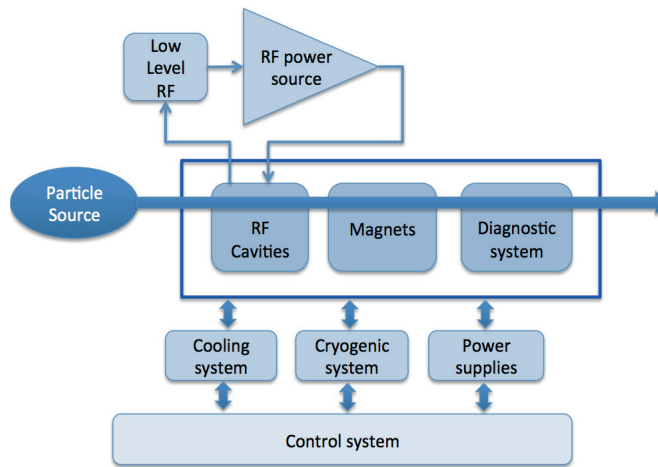 Low
Level
RF
RF power
source
Particle
Source
RF
Cavities
Magnets
Diagnostic
system
Cooling
system
Cryogenic
system
Power
supplies
Control system